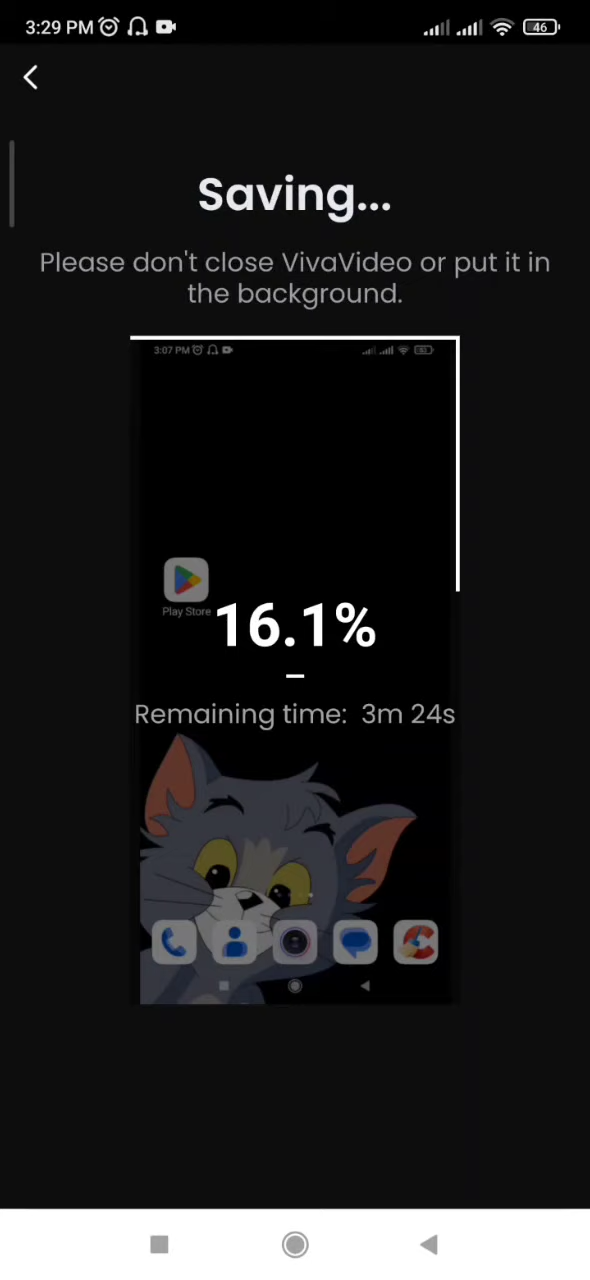 3:29 PM
46
Saving...
Please don't close VivaVideo or put it in
the background.
3:07 PM
Play Store
16.1%
Remaining time: 3m 24s